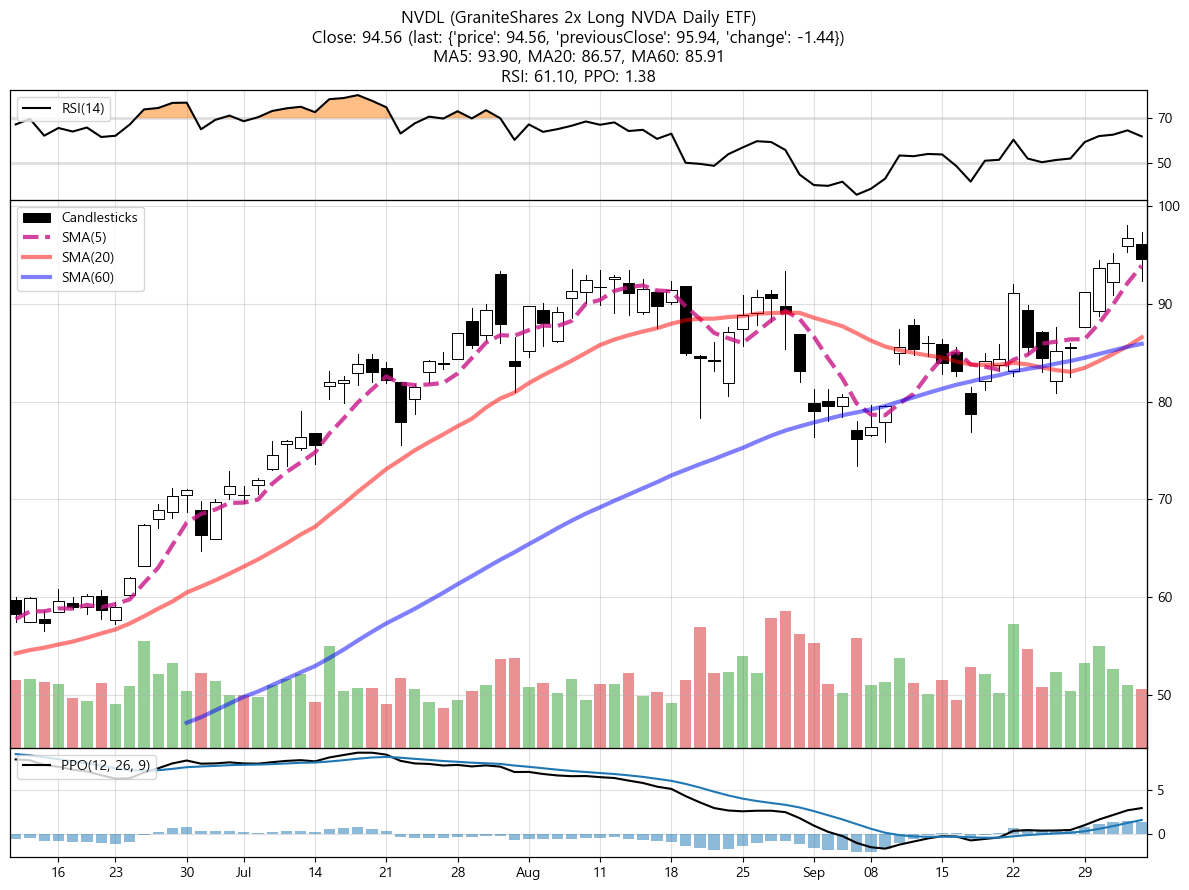 NVDL (GraniteShares 2x Long NVDA Daily ETF)
Close: 94.56 (last: {'price': 94.56, 'previousClose': 95.94, 'change': -1.44})
MA5: 93.90, MA20: 86.57, MA60: 85.91
RSI: 61.10, PPO: 1.38
RSI(14)
70
50
Candlesticks
SMA(5)
SMA(20)
SMA(60)
100
90
80
70
60
50
PPO(12, 26, 9)
5
0
16 23 30 Jul 14 21 28 Aug 11 18 25 Sep 08 15 22 29